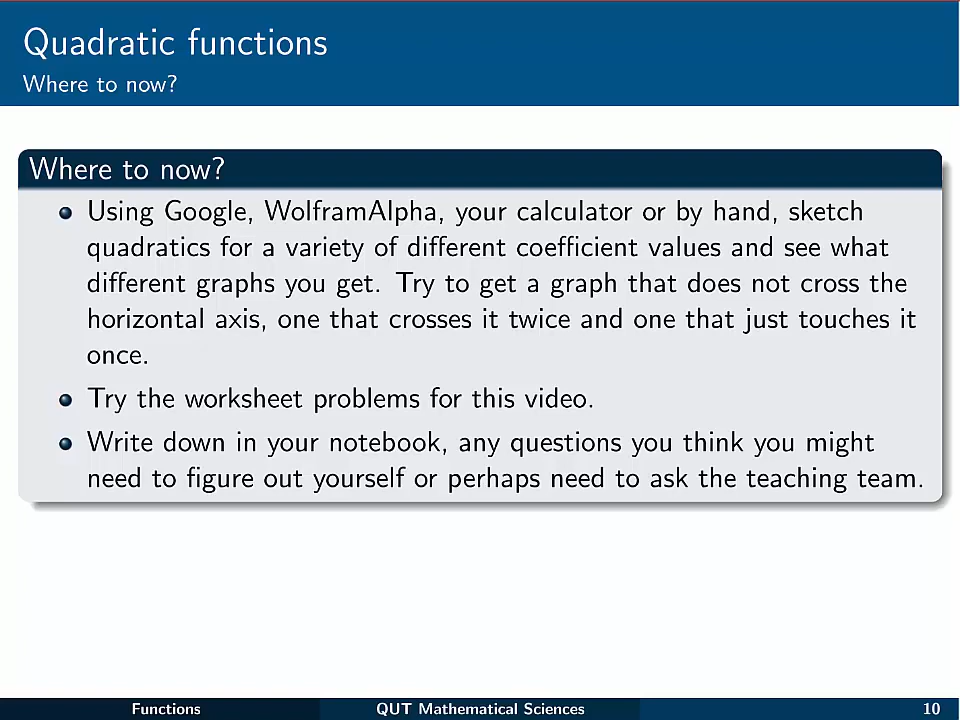 Quadratic functions
Where to now?
Where to now?
Using Google, WolframAlpha, your calculator or by hand, sketch
quadratics for a variety of different coefficient values and see what
different graphs you get. Try to get a graph that does not cross the
horizontal axis, one that crosses it twice and one that just touches it
once.
Try the worksheet problems for this video.
Write down in your notebook, any questions you think you might
need to figure out yourself or perhaps need to ask the teaching team.
Functions
QUT Mathematical Sciences
10